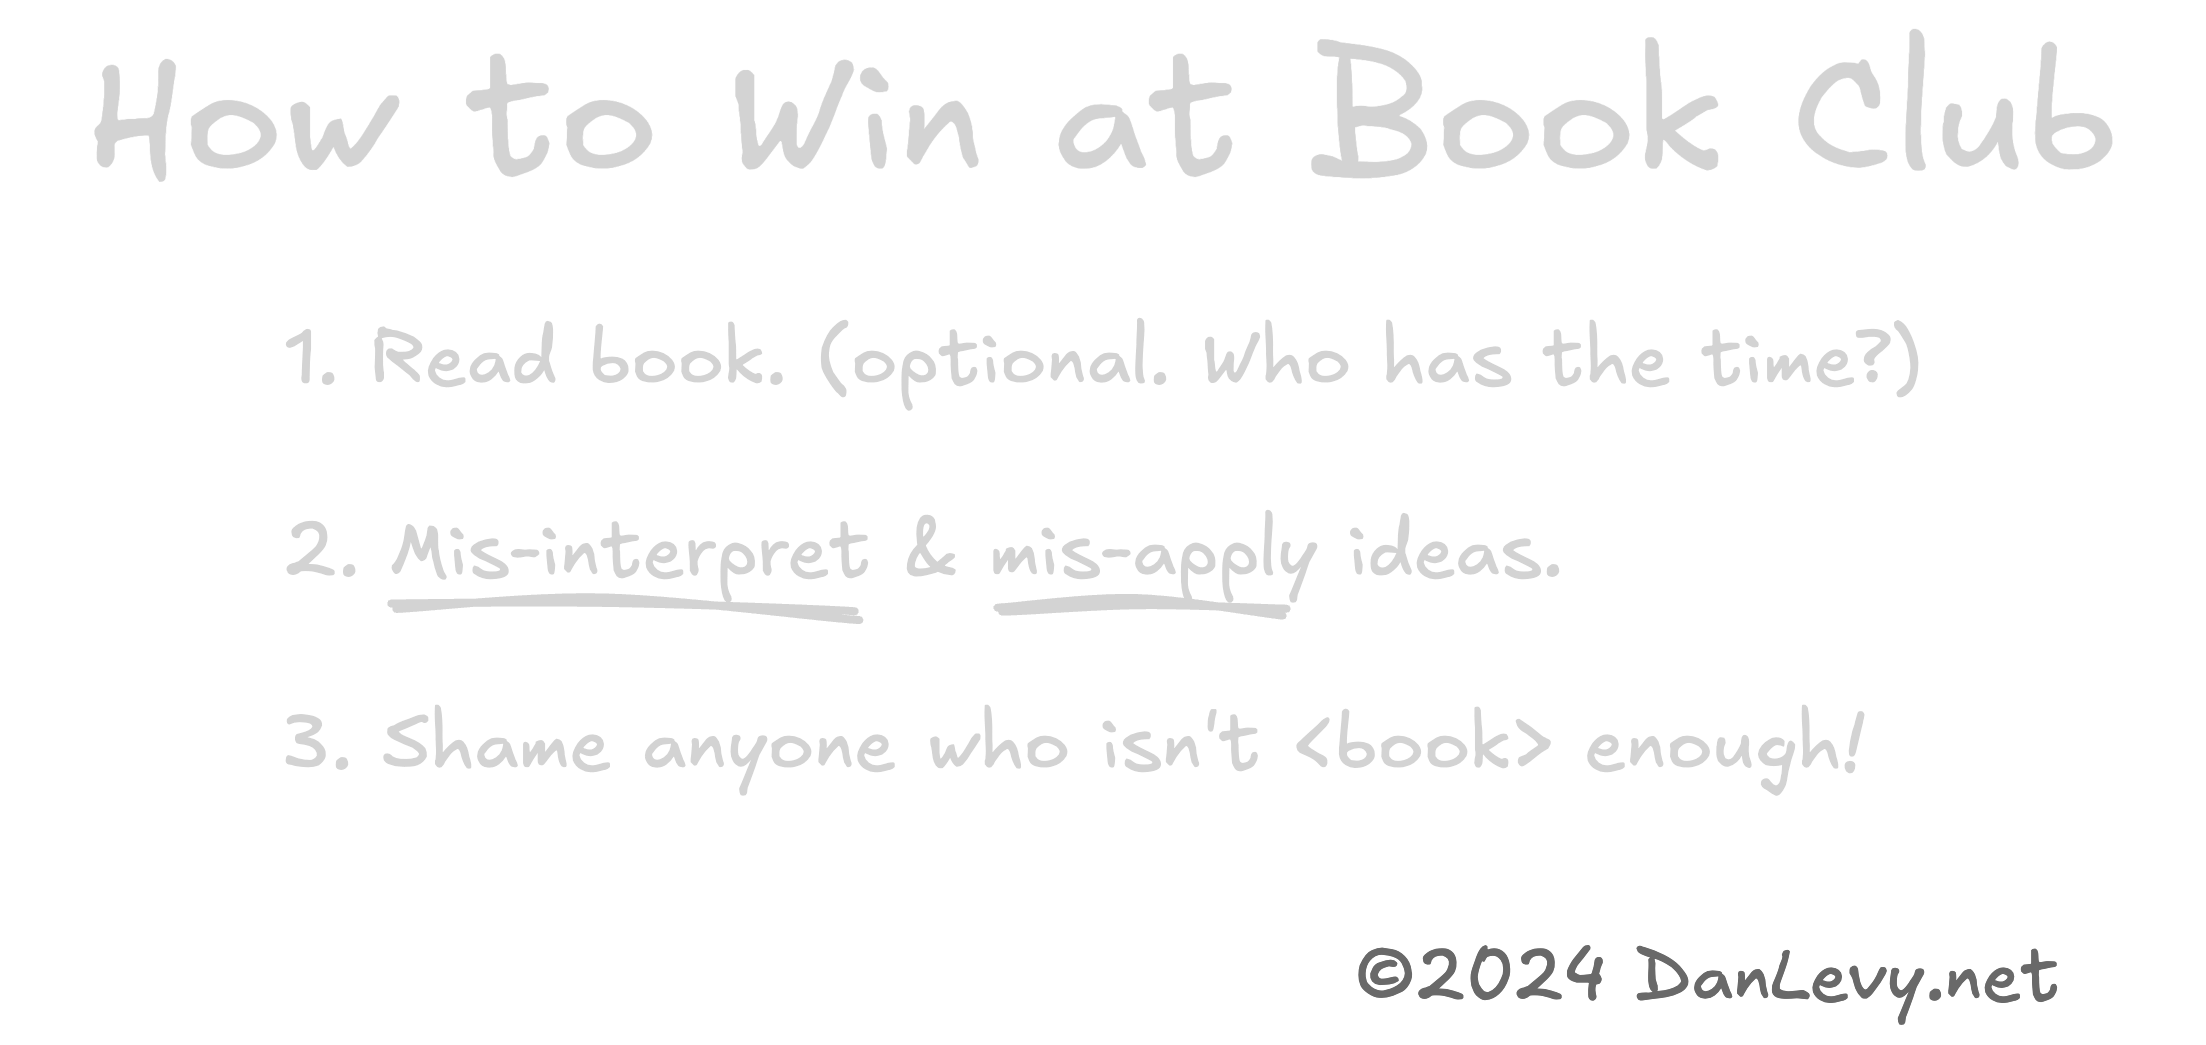 How to Win at Book Club
1. Read book. (optional. Who has the time?)
2. Mis-interpret & mis-apply ideas.
3. Shame anyone who isn't <book> enough!
©2024 DanLevy.net